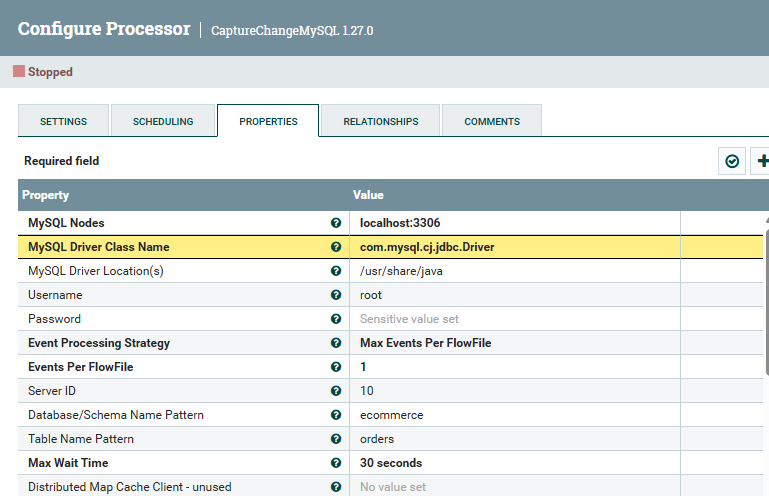 Configure Processor | CaptureChangeMySQL 1.27.0
Stopped
SETTINGS SCHEDULING PROPERTIES RELATIONSHIPS COMMENTS
Required field
Property Value
MySQL Nodes localhost:3306
MySQL Driver Class Name com.mysql.cj.jdbc.Driver
MySQL Driver Location(s) /usr/share/java
Username root
Password Sensitive value set
Event Processing Strategy Max Events Per FlowFile
Events Per FlowFile 1
Server ID 10
Database/Schema Name Pattern ecommerce
Table Name Pattern orders
Max Wait Time 30 seconds
Distributed Map Cache Client - unused No value set